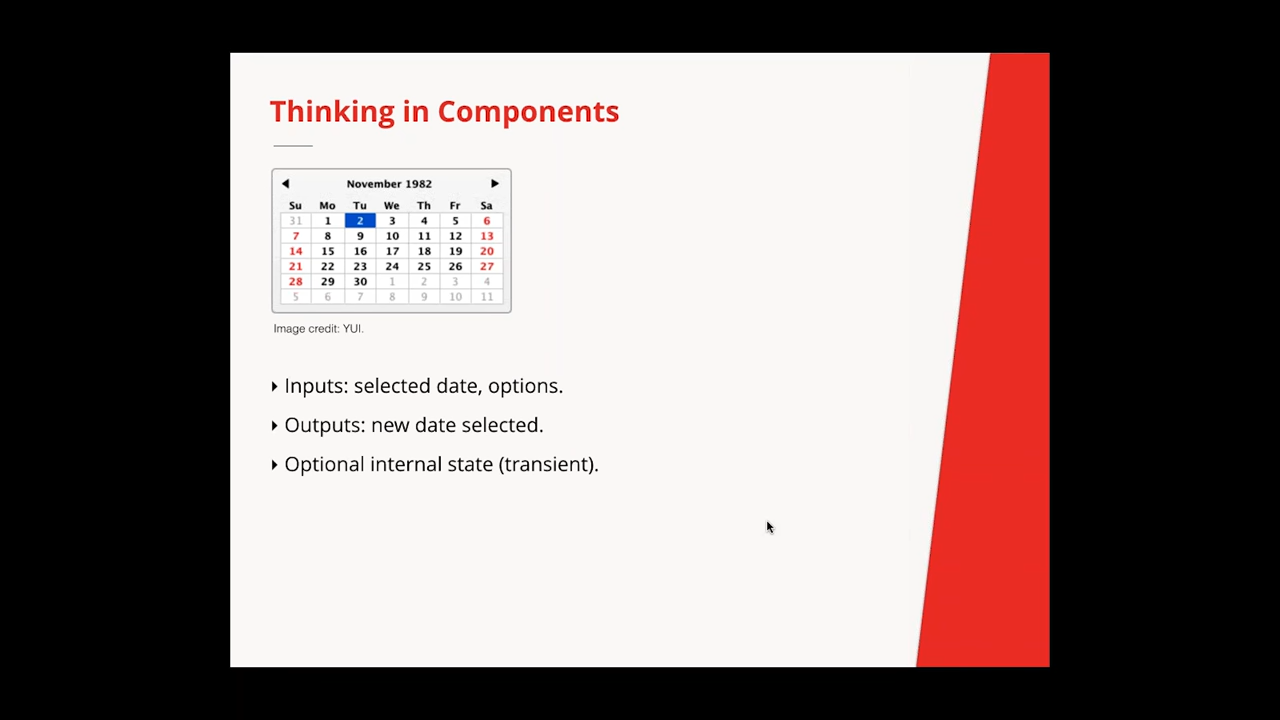 Thinking in Components
November 1982
Su Mo Tu We Th Fr Sa
31 1 2 3 4 5 6
7 8 9 10 11 12 13
14 15 16 17 18 19 20
21 22 23 24 25 26 27
28 29 30 1 2 3 4
5 6 7 8 9 10 11
Image credit: YUI.
Inputs: selected date, options.
Outputs: new date selected.
Optional internal state (transient).